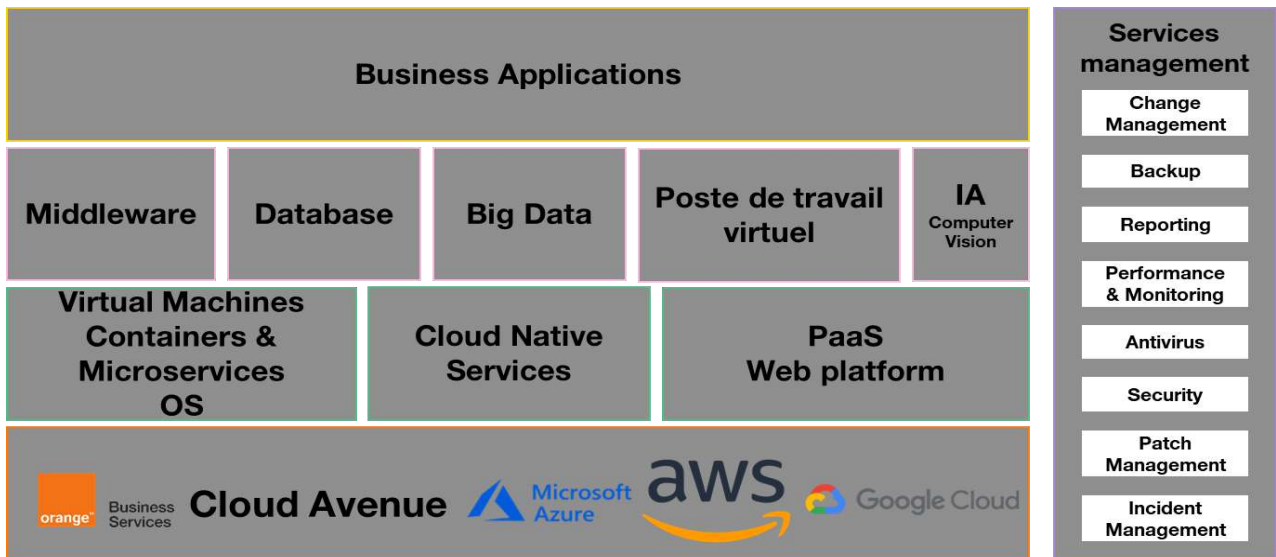 Business Applications
Middleware
Database
Big Data
Poste de travail
virtuel
IA
Computer
Vision
Virtual Machines
Containers &
Microservices
OS
Cloud Native
Services
PaaS
Web platform
orange™
Business
Services
Cloud Avenue
Microsoft
Azure
aws
Google Cloud
Services
management
Change
Management
Backup
Reporting
Performance
& Monitoring
Antivirus
Security
Patch
Management
Incident
Management